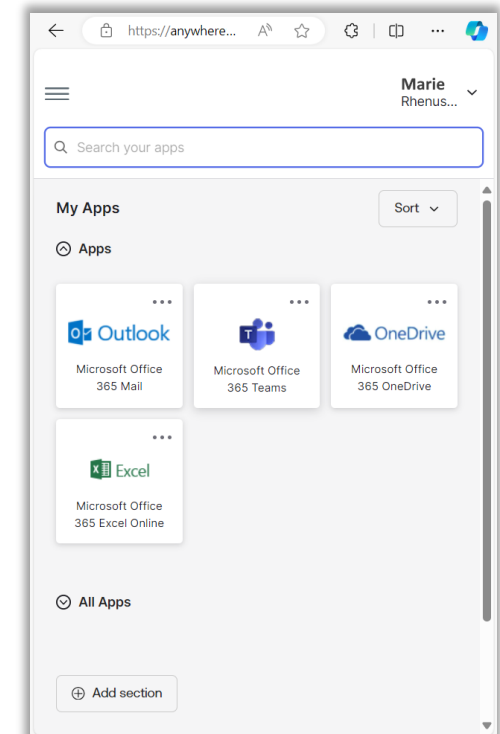 https://anywhere...
Marie
Rhenus...
Search your apps
My Apps
Sort
Apps
Outlook
Microsoft Office
365 Mail
Microsoft Office
365 Teams
OneDrive
Microsoft Office
365 OneDrive
Excel
Microsoft Office
365 Excel Online
All Apps
Add section